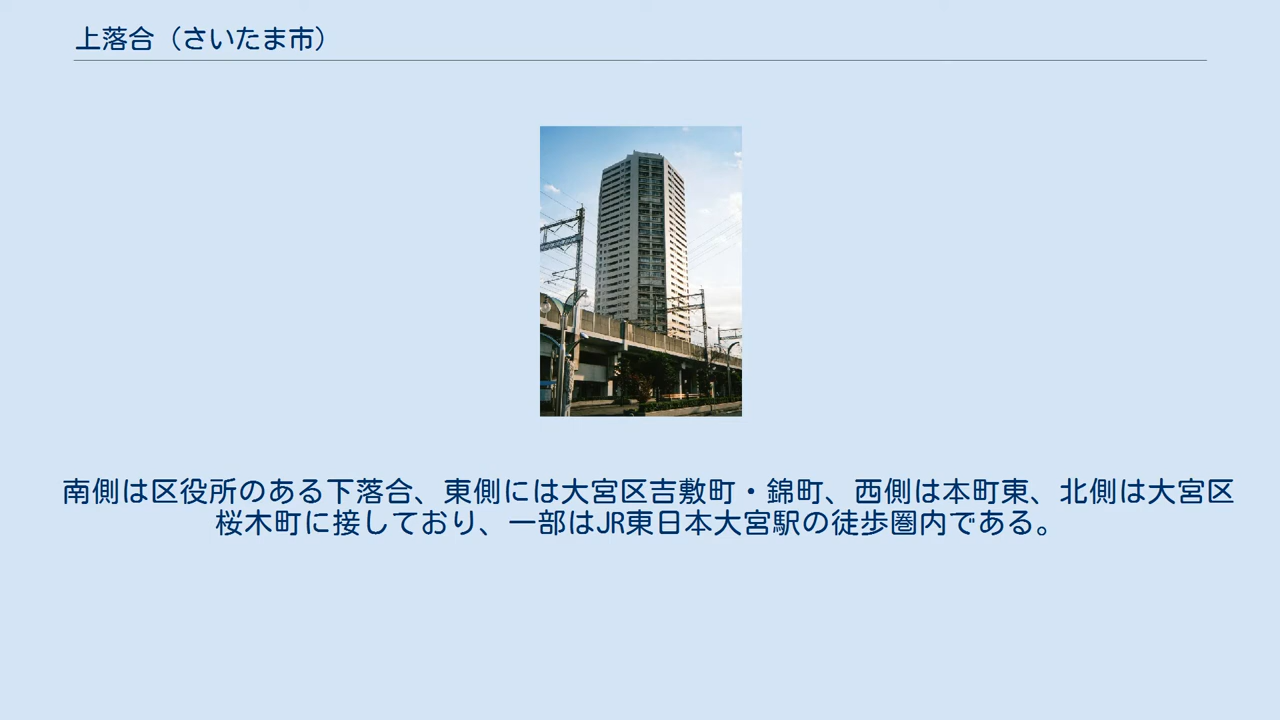 上落合（さいたま市）
南側は区役所のある下落合、東側には大宮区吉敷町・錦町、西側は本町東、北側は大宮区
桜木町に接しており、一部はJR東日本大宮駅の徒歩圏内である。